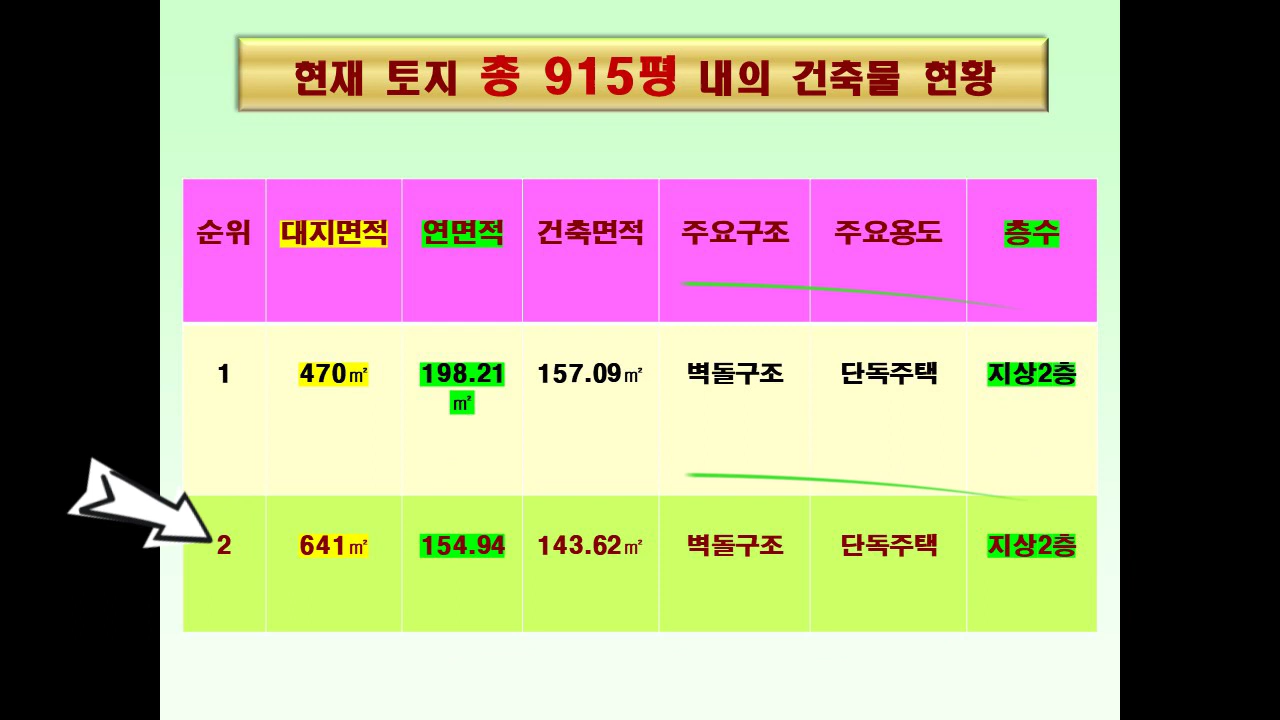 현재 토지 총 915평 내의 건축물 현황
순위 대지면적 연면적 건축면적 주요구조 주요용도 층수
1 470㎡ 198.21㎡ 157.09㎡ 벽돌구조 단독주택 지상2층
2 641㎡ 154.94 143.62㎡ 벽돌구조 단독주택 지상2층